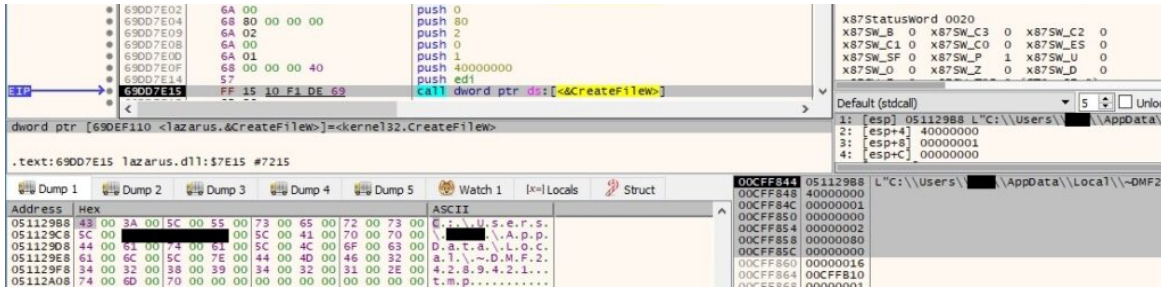 69DD7E02 6A 00 push 0
69DD7E04 68 80 00 00 00 push 80
69DD7E09 6A 02 push 2
69DD7E0B 6A 00 push 0
69DD7E0D 6A 01 push 1
69DD7E0F 68 00 00 00 40 push 40000000
69DD7E14 57 push edi
EIP 69DD7E15 FF 15 10 F1 DE 69 call dword ptr ds:[<&CreateFileW>]
dword ptr [69DEF110 <lazarus.&CreateFileW>]=<kernel32.CreateFileW>
.text:69DD7E15 lazarus.dll:$7E15 #7215
x87StatusWord 0020
x87SW_B 0 x87SW_C3 0 x87SW_C2 0
x87SW_C1 0 x87SW_C0 0 x87SW_ES 0
x87SW_SF 0 x87SW_P 1 x87SW_U 0
x87SW_O 0 x87SW_Z 0 x87SW_D 0
Default (stdcall) 5 Unloc
1: [esp] 051129B8 L"C:\\Users\\ \\AppData\
2: [esp+4] 40000000
3: [esp+8] 00000001
4: [esp+C] 00000000
Dump 1 Dump 2 Dump 3 Dump 4 Dump 5 Watch 1 [x=] Locals Struct
Address Hex ASCII
051129B8 43 00 3A 00 5C 00 55 00 73 00 65 00 72 00 73 00 C.:.\.U.s.e.r.s.
051129C8 5C 00 5C 00 41 00 70 00 70 00 \. .\.A.p.p.
051129D8 44 00 61 00 74 00 61 00 5C 00 4C 00 6F 00 63 00 D.a.t.a.\.L.o.c.
051129E8 61 00 6C 00 5C 00 7E 00 44 00 4D 00 46 00 32 00 a.l.\.~.D.M.F.2.
051129F8 34 00 32 00 38 00 39 00 34 00 32 00 31 00 2E 00 4.2.8.9.4.2.1...
05112A08 74 00 6D 00 70 00 00 00 00 00 00 00 00 00 00 00 t.m.p...........
00CFF844 051129B8 L"C:\\Users\\ \\AppData\\Local\\~DMF2
00CFF848 40000000
00CFF84C 00000001
00CFF850 00000000
00CFF854 00000002
00CFF858 00000080
00CFF85C 00000000
00CFF860 00000016
00CFF864 00CFFB10
00CFF868 00000001